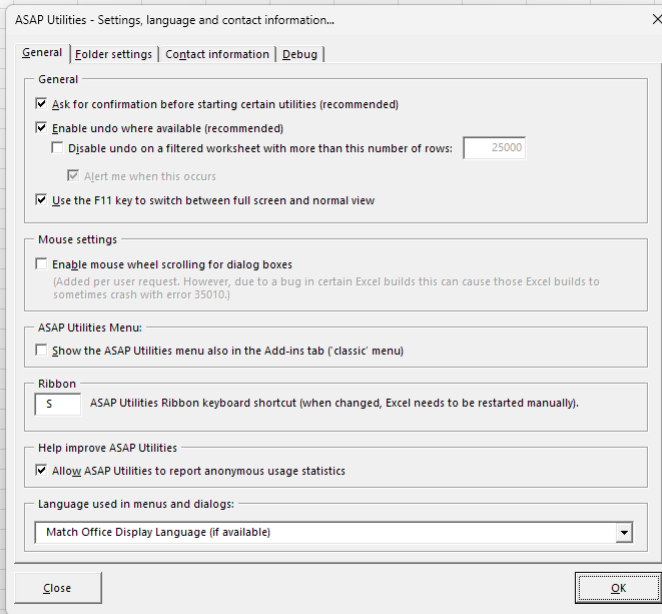 ASAP Utilities - Settings, language and contact information...
General Folder settings Contact information Debug
General
Ask for confirmation before starting certain utilities (recommended)
Enable undo where available (recommended)
Disable undo on a filtered worksheet with more than this number of rows: 25000
Alert me when this occurs
Use the F11 key to switch between full screen and normal view
Mouse settings
Enable mouse wheel scrolling for dialog boxes
(Added per user request. However, due to a bug in certain Excel builds this can cause those Excel builds to
sometimes crash with error 35010.)
ASAP Utilities Menu:
Show the ASAP Utilities menu also in the Add-ins tab ('classic' menu)
Ribbon
S ASAP Utilities Ribbon keyboard shortcut (when changed, Excel needs to be restarted manually).
Help improve ASAP Utilities
Allow ASAP Utilities to report anonymous usage statistics
Language used in menus and dialogs:
Match Office Display Language (if available)
Close OK